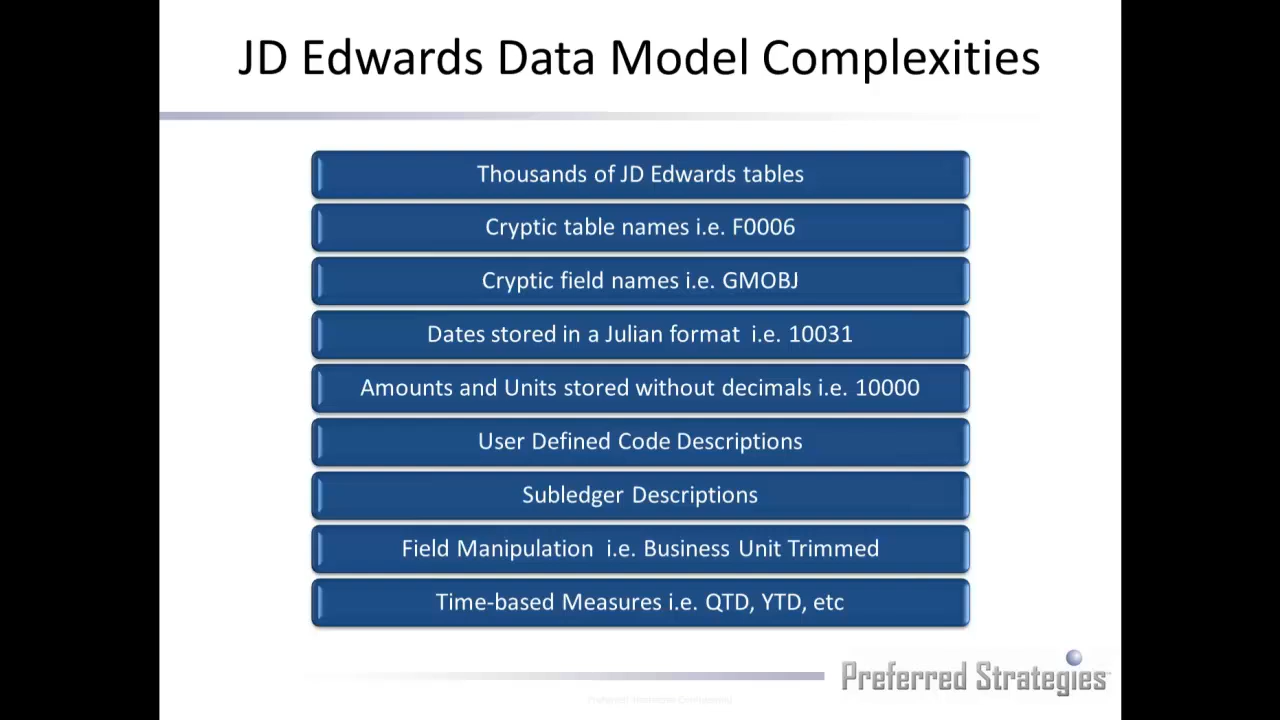 JD Edwards Data Model Complexities
Thousands of JD Edwards tables
Cryptic table names i.e. F0006
Cryptic field names i.e. GMOBJ
Dates stored in a Julian format i.e. 10031
Amounts and Units stored without decimals i.e. 10000
User Defined Code Descriptions
Subledger Descriptions
Field Manipulation i.e. Business Unit Trimmed
Time-based Measures i.e. QTD, YTD, etc
Preferred Strategies